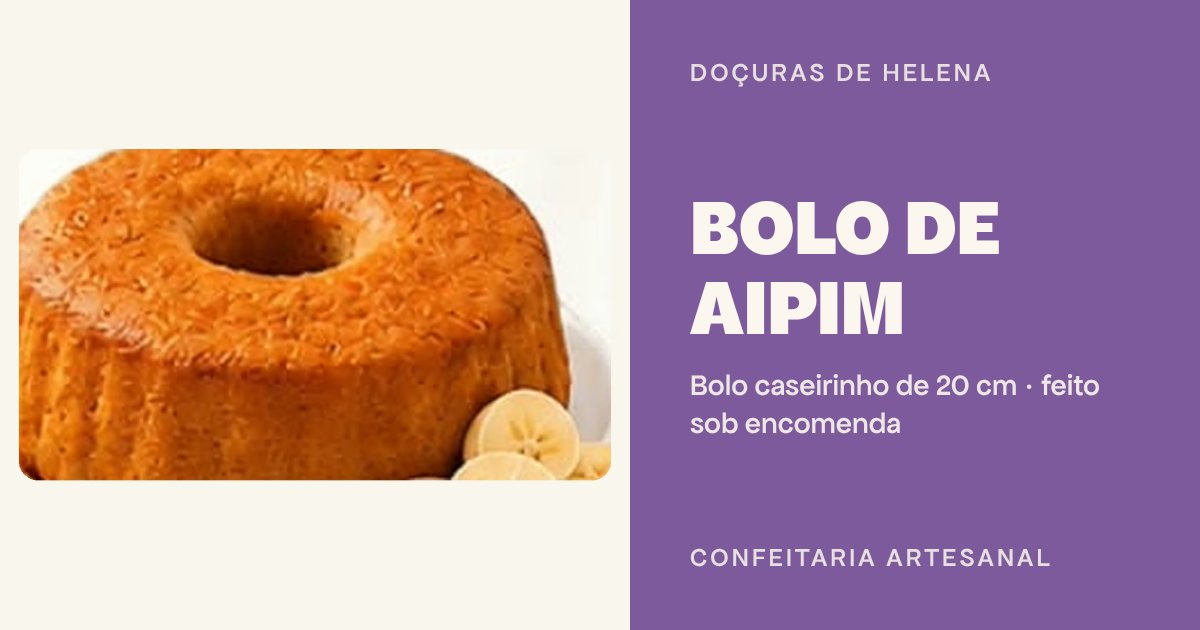 DOÇURAS DE HELENA
BOLO DE
AIPIM
Bolo caseirinho de 20 cm · feito
sob encomenda
CONFEITARIA ARTESANAL